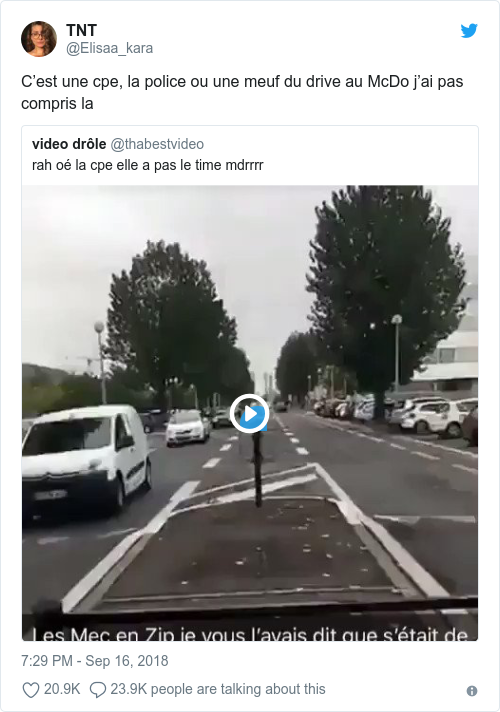 TNT
@Elisaa_kara
C’est une cpe, la police ou une meuf du drive au McDo j’ai pas
compris la
video drôle @thabestvideo
rah oé la cpe elle a pas le time mdrrrr
Les Mec en Zip je vous l’avais dit que s’était de
7:29 PM - Sep 16, 2018
20.9K 23.9K people are talking about this